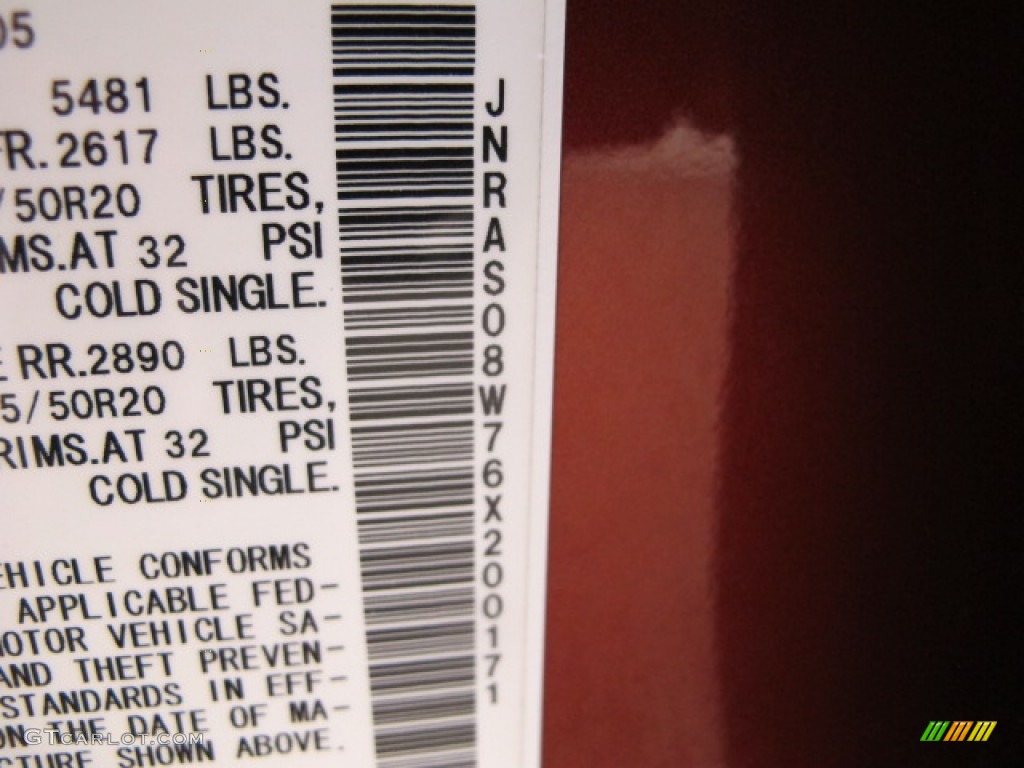 05
5481 LBS.
FR. 2617 LBS.
/50R20 TIRES,
MS. AT 32 PSI
COLD SINGLE.
E RR. 2890 LBS.
5/50R20 TIRES,
RIMS. AT 32 PSI
COLD SINGLE.
EHICLE CONFORMS
APPLICABLE FED-
MOTOR VEHICLE SA-
AND THEFT PREVEN-
STANDARDS IN EFF-
ON THE DATE OF MA-
CTURE SHOWN ABOVE.
JNRAS08W76X200171
GTcarlot.com